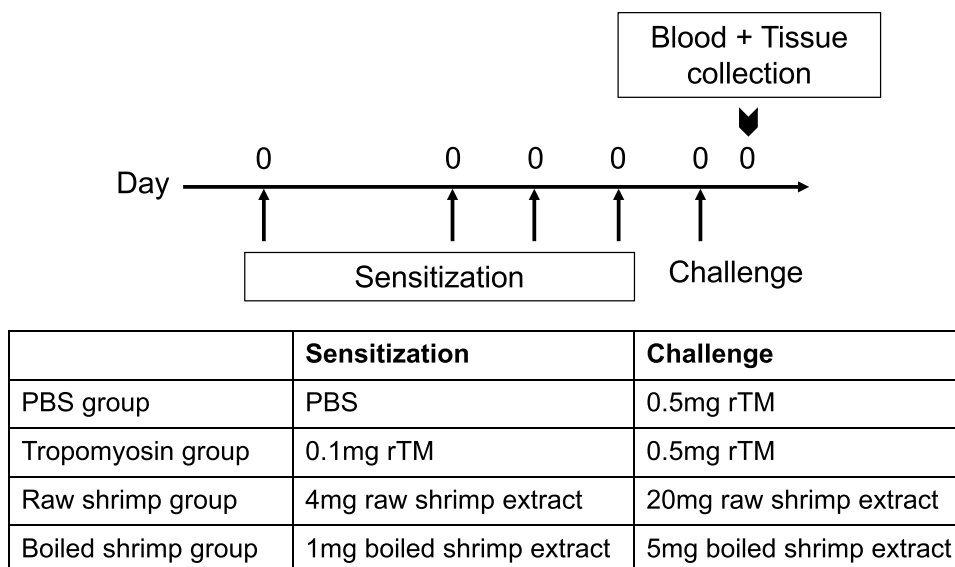 Blood + Tissue
collection
0 0 0 0 0 0
Day
Sensitization
Challenge
Sensitization Challenge
PBS group PBS 0.5mg rTM
Tropomyosin group 0.1mg rTM 0.5mg rTM
Raw shrimp group 4mg raw shrimp extract 20mg raw shrimp extract
Boiled shrimp group 1mg boiled shrimp extract 5mg boiled shrimp extract